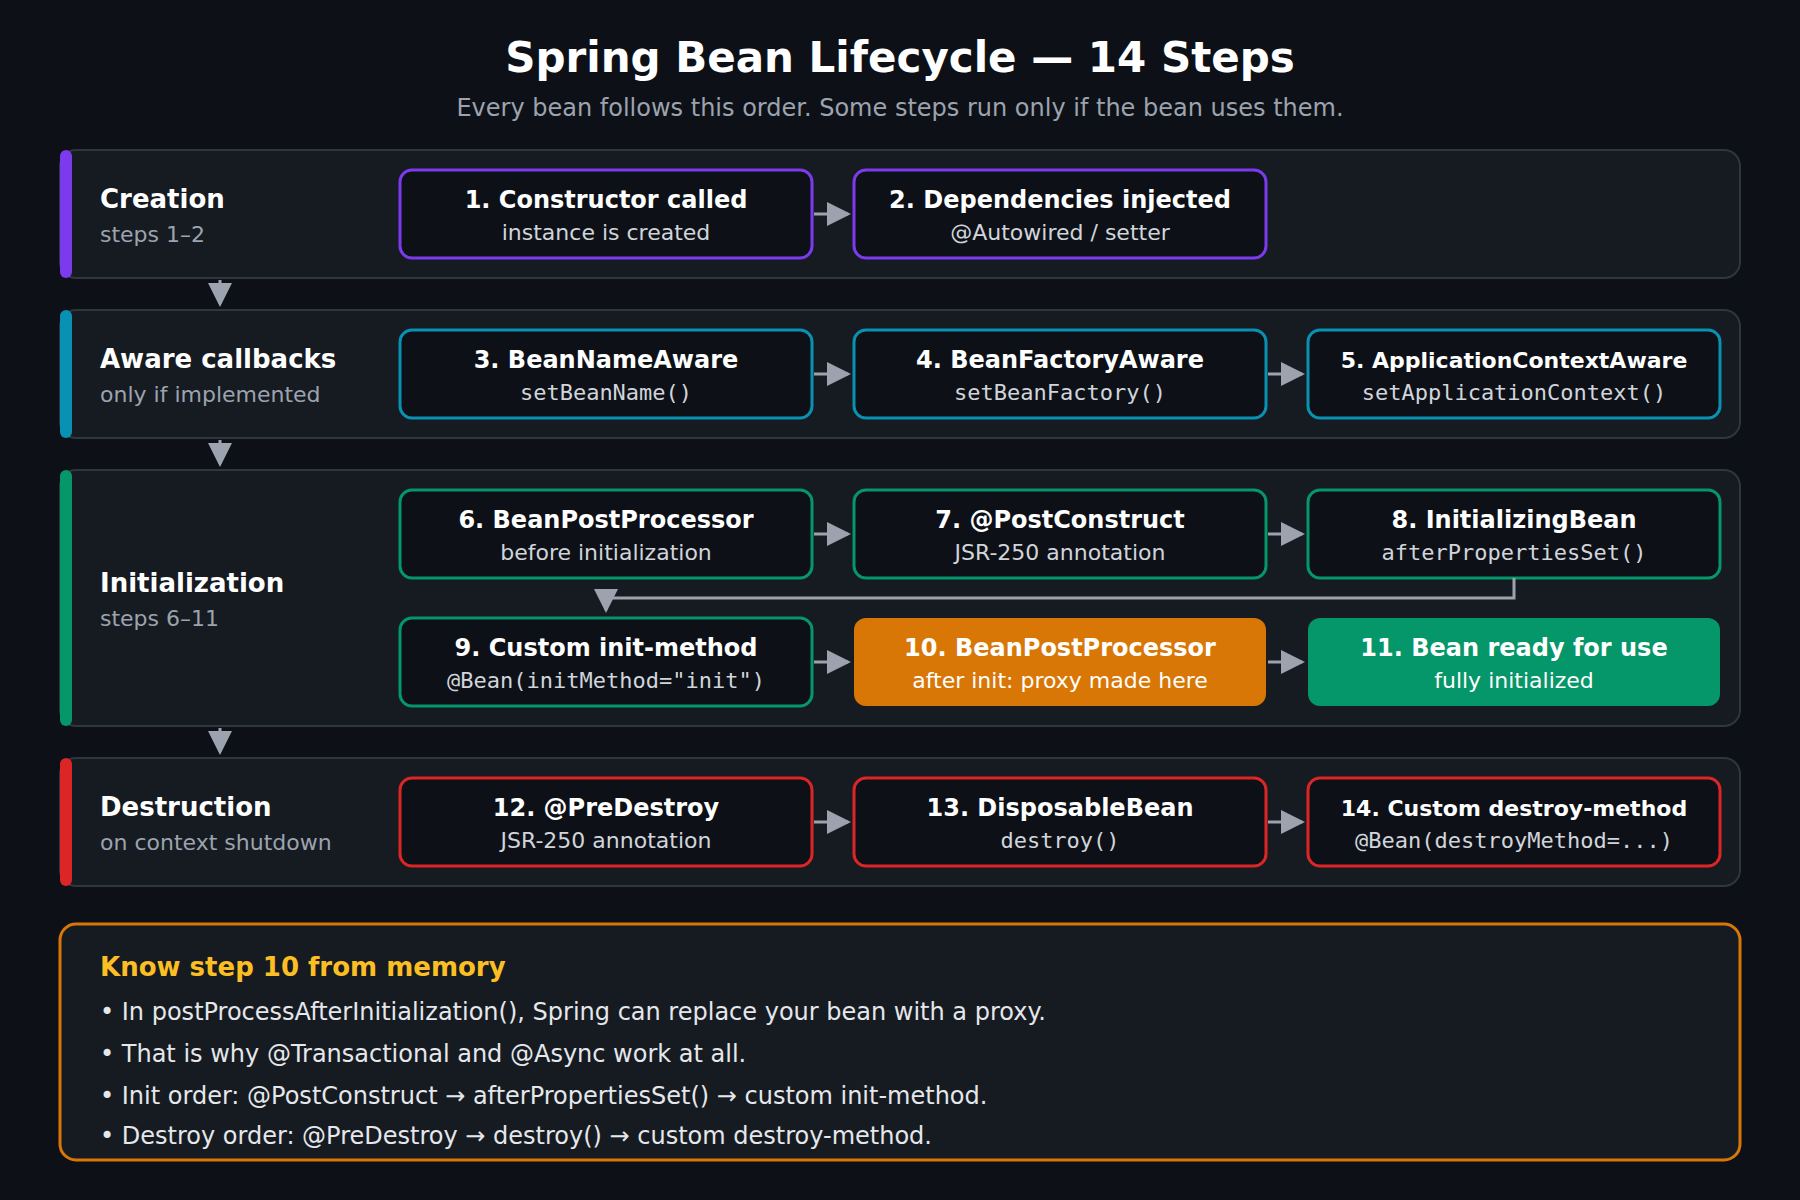 Spring Bean Lifecycle — 14 Steps
Every bean follows this order. Some steps run only if the bean uses them.
Creation
steps 1–2
1. Constructor called
instance is created
2. Dependencies injected
@Autowired / setter
Aware callbacks
only if implemented
3. BeanNameAware
setBeanName()
4. BeanFactoryAware
setBeanFactory()
5. ApplicationContextAware
setApplicationContext()
Initialization
steps 6–11
6. BeanPostProcessor
before initialization
7. @PostConstruct
JSR-250 annotation
8. InitializingBean
afterPropertiesSet()
9. Custom init-method
@Bean(initMethod="init")
10. BeanPostProcessor
after init: proxy made here
11. Bean ready for use
fully initialized
Destruction
on context shutdown
12. @PreDestroy
JSR-250 annotation
13. DisposableBean
destroy()
14. Custom destroy-method
@Bean(destroyMethod=...)
Know step 10 from memory
• In postProcessAfterInitialization(), Spring can replace your bean with a proxy.
• That is why @Transactional and @Async work at all.
• Init order: @PostConstruct → afterPropertiesSet() → custom init-method.
• Destroy order: @PreDestroy → destroy() → custom destroy-method.